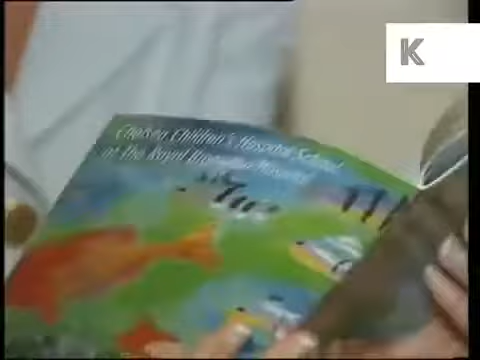 K
Chelsea Children's Hospital School
at the Royal Brompton Hospital